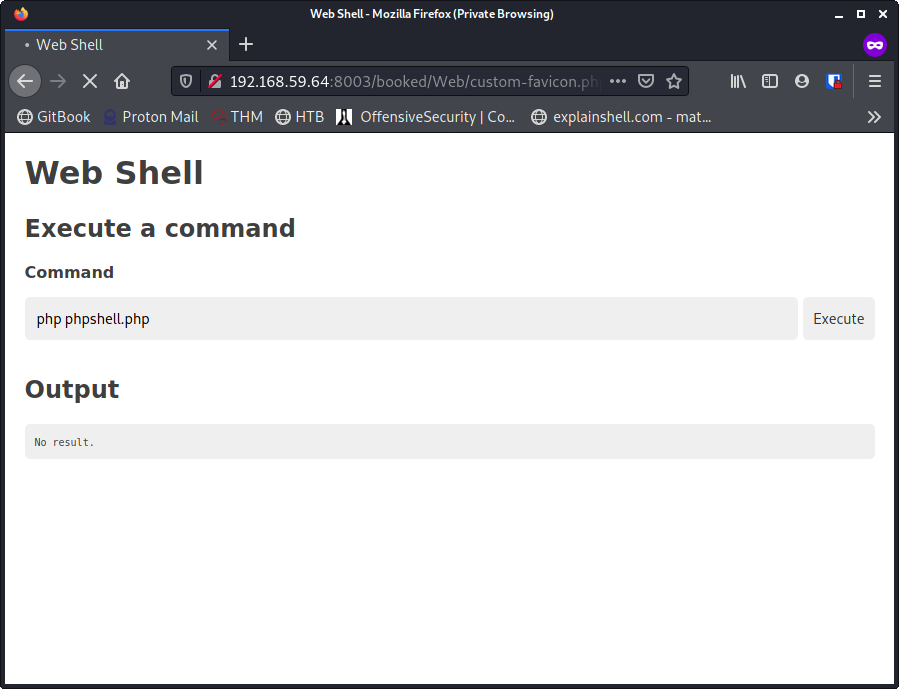 Web Shell - Mozilla Firefox (Private Browsing)
• Web Shell
192.168.59.64:8003/booked/Web/custom-favicon.ph
GitBook Proton Mail THM HTB OffensiveSecurity | Co... explainshell.com - mat...
Web Shell
Execute a command
Command
php phpshell.php Execute
Output
No result.